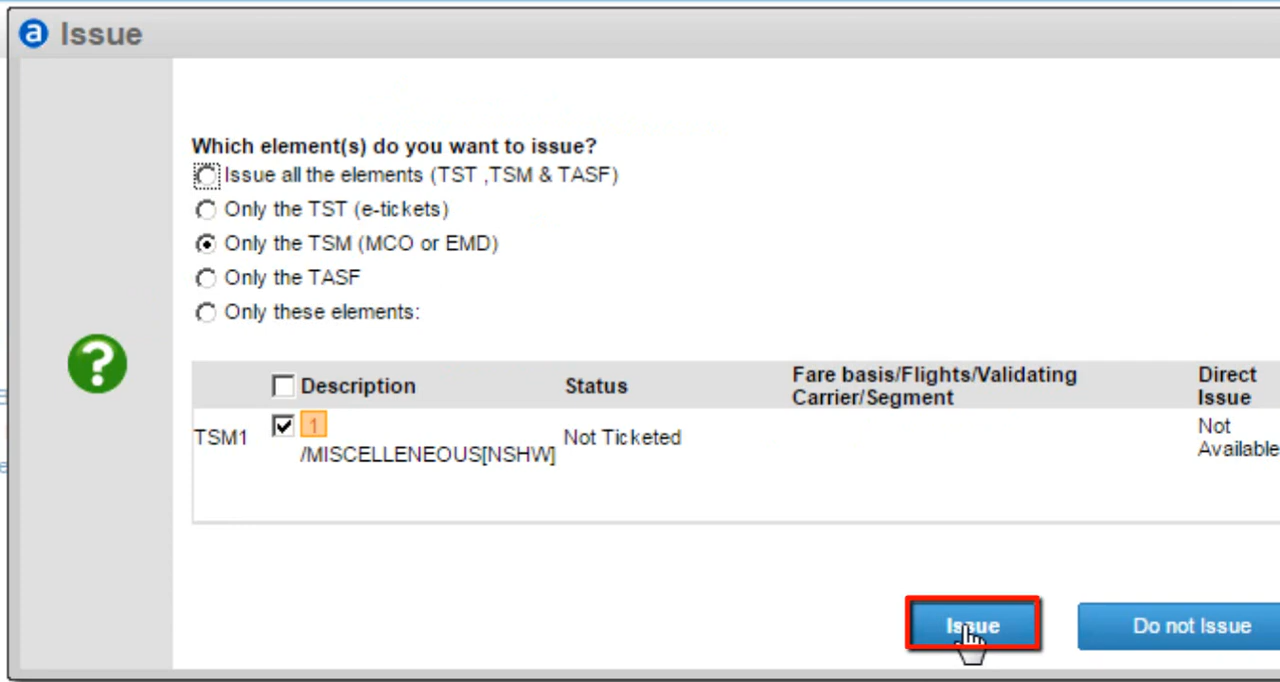 a Issue
Which element(s) do you want to issue?
Issue all the elements (TST ,TSM & TASF)
Only the TST (e-tickets)
Only the TSM (MCO or EMD)
Only the TASF
Only these elements:
?
Description Status Fare basis/Flights/Validating Carrier/Segment Direct Issue
TSM1 1 /MISCELLENEOUS[NSHW] Not Ticketed Not Available
Issue Do not Issue